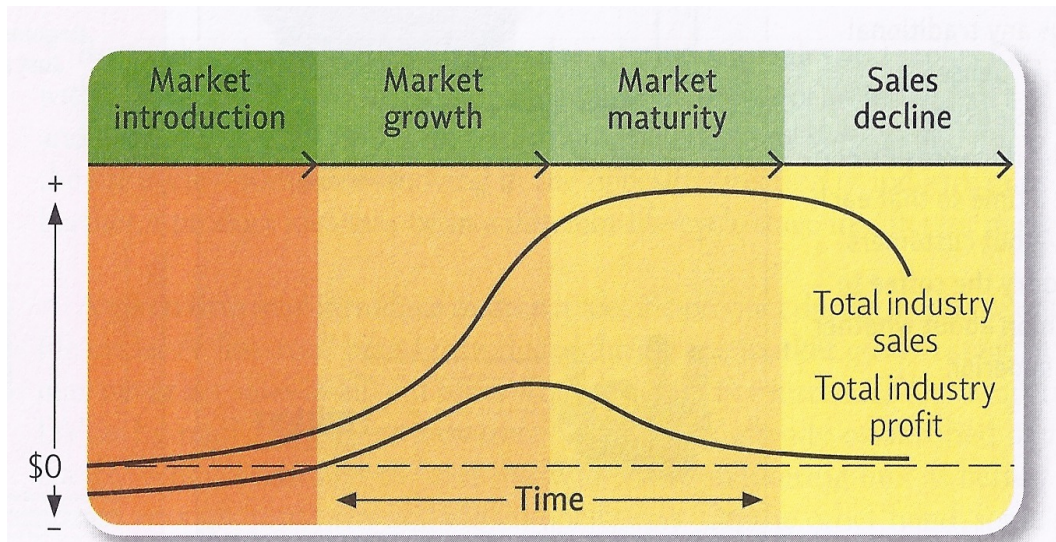 Market
introduction
Market
growth
Market
maturity
Sales
decline
+
$0
–
Total industry
sales
Total industry
profit
Time